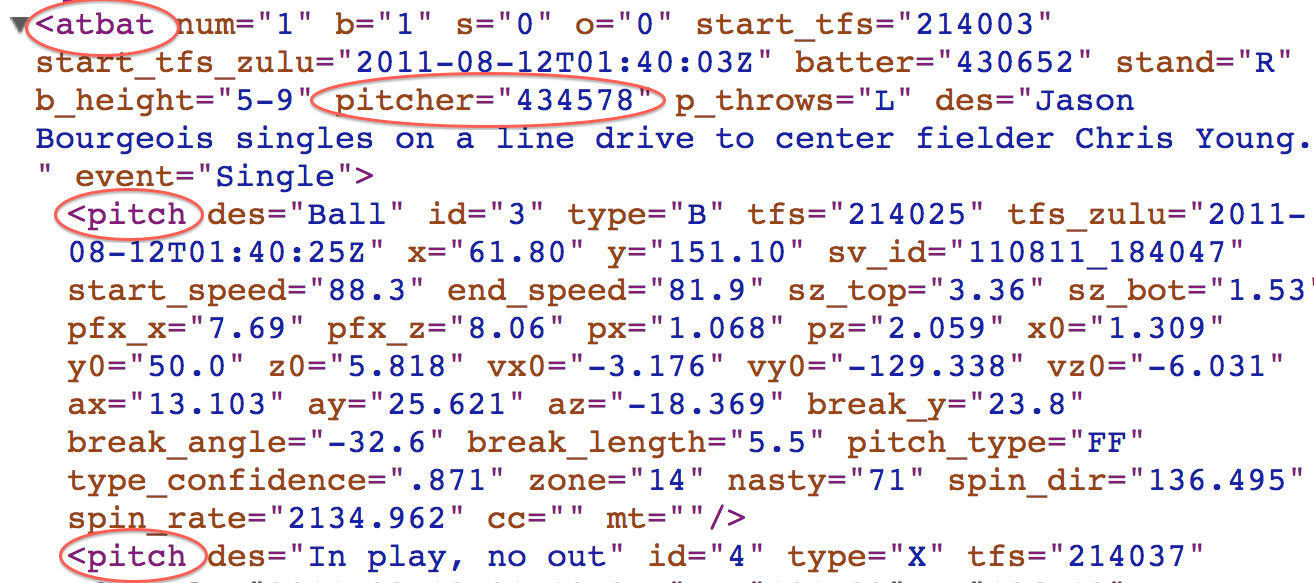 <atbat num="1" b="1" s="0" o="0" start_tfs="214003"
start_tfs_zulu="2011-08-12T01:40:03Z" batter="430652" stand="R"
b_height="5-9" pitcher="434578" p_throws="L" des="Jason
Bourgeois singles on a line drive to center fielder Chris Young.
" event="Single">
<pitch des="Ball" id="3" type="B" tfs="214025" tfs_zulu="2011-
08-12T01:40:25Z" x="61.80" y="151.10" sv_id="110811_184047"
start_speed="88.3" end_speed="81.9" sz_top="3.36" sz_bot="1.53"
pfx_x="7.69" pfx_z="8.06" px="1.068" pz="2.059" x0="1.309"
y0="50.0" z0="5.818" vx0="-3.176" vy0="-129.338" vz0="-6.031"
ax="13.103" ay="25.621" az="-18.369" break_y="23.8"
break_angle="-32.6" break_length="5.5" pitch_type="FF"
type_confidence=".871" zone="14" nasty="71" spin_dir="136.495"
spin_rate="2134.962" cc="" mt=""/>
<pitch des="In play, no out" id="4" type="X" tfs="214037"